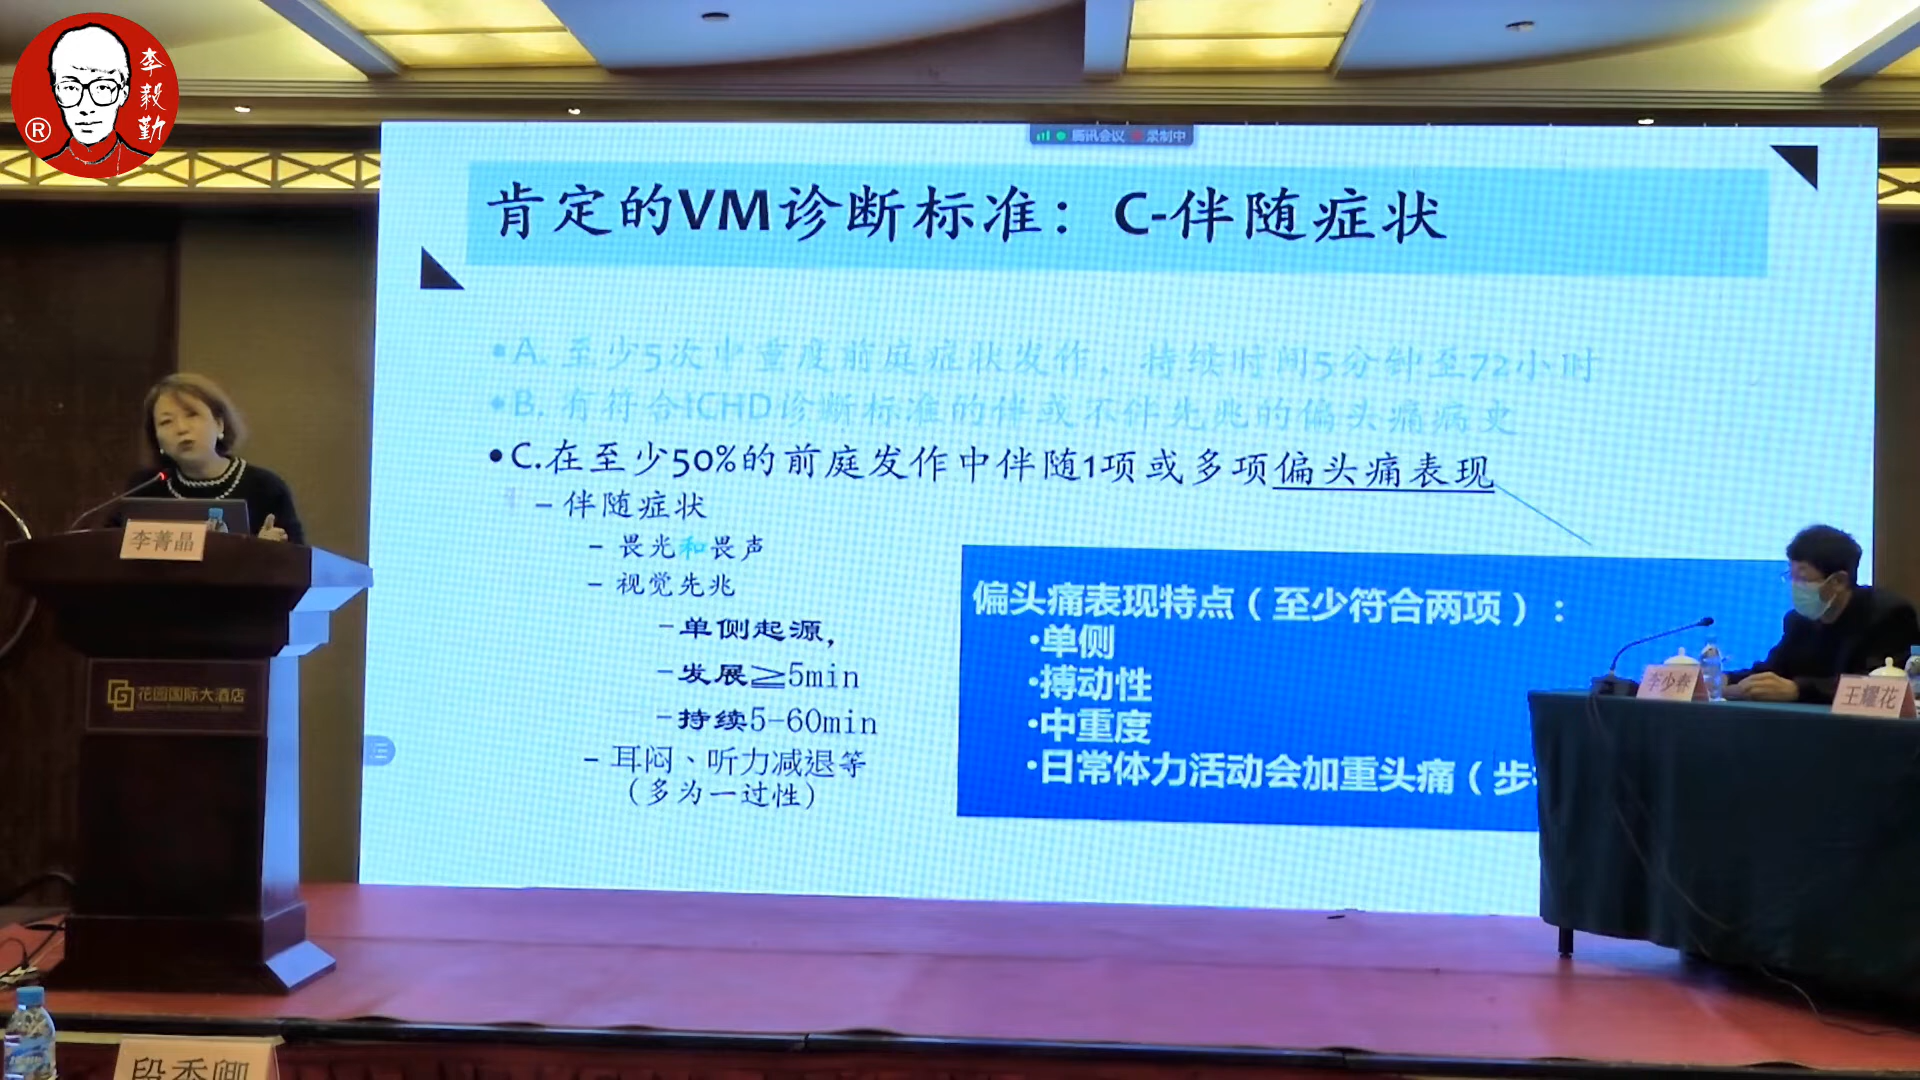 李毅勤
®
腾讯会议 录制中
肯定的VM诊断标准：C-伴随症状
•A. 至少5次中重度前庭症状发作，持续时间5分钟至72小时
•B. 有符合ICHD诊断标准的伴或不伴先兆的偏头痛病史
•C.在至少50%的前庭发作中伴随1项或多项偏头痛表现
– 伴随症状
– 畏光和畏声
– 视觉先兆
–单侧起源，
–发展≧5min
–持续5-60min
– 耳闷、听力减退等
（多为一过性）
偏头痛表现特点（至少符合两项）：
•单侧
•搏动性
•中重度
•日常体力活动会加重头痛（步
李菁晶
花园国际大酒店
李少春
王耀花
段香卿